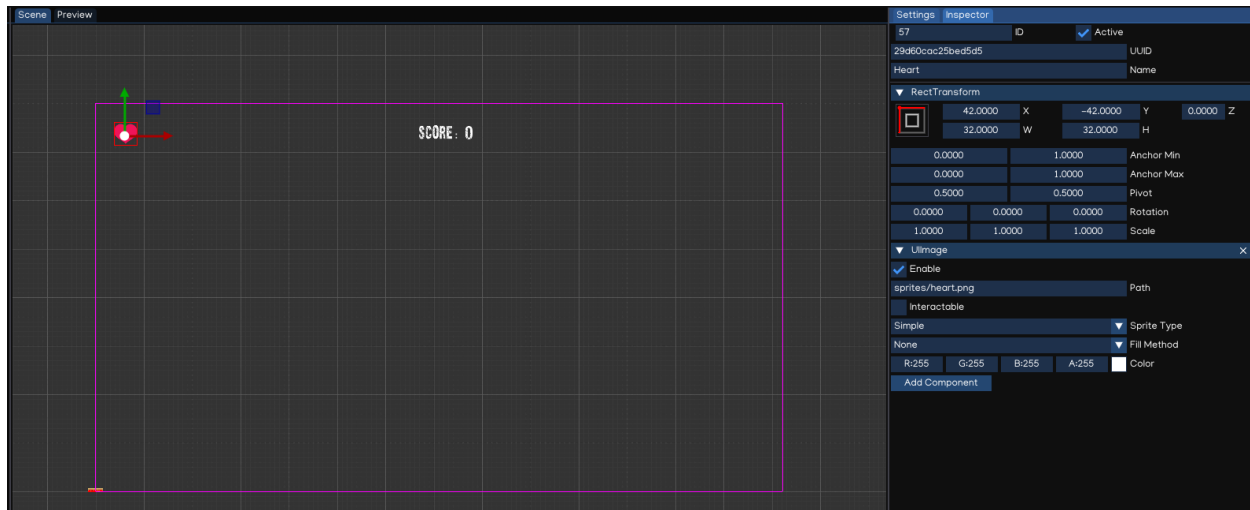 Scene Preview
SCORE: 0
Settings Inspector
57 ID Active
29d60cac25bed5d5 UUID
Heart Name
RectTransform
42.0000 X -42.0000 Y 0.0000 Z
32.0000 W 32.0000 H
0.0000 1.0000 Anchor Min
0.0000 1.0000 Anchor Max
0.5000 0.5000 Pivot
0.0000 0.0000 0.0000 Rotation
1.0000 1.0000 1.0000 Scale
UIImage
Enable
sprites/heart.png Path
Interactable
Simple Sprite Type
None Fill Method
R:255 G:255 B:255 A:255 Color
Add Component